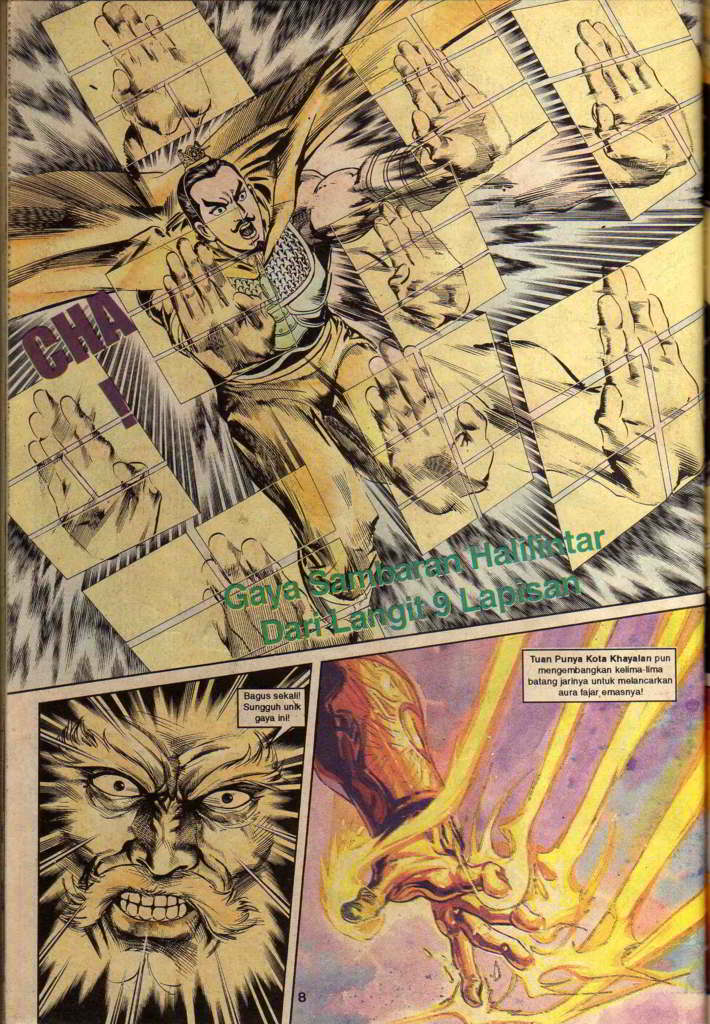 CHA
!
Gaya Sambaran Halilintar
Dari Langit 9 Lapisan
Bagus sekali!
Sungguh unik
gaya ini!
Tuan Punya Kota Khayalan pun
mengembangkan kelima-lima
batang jarinya untuk melancarkan
aura fajar emasnya!
8